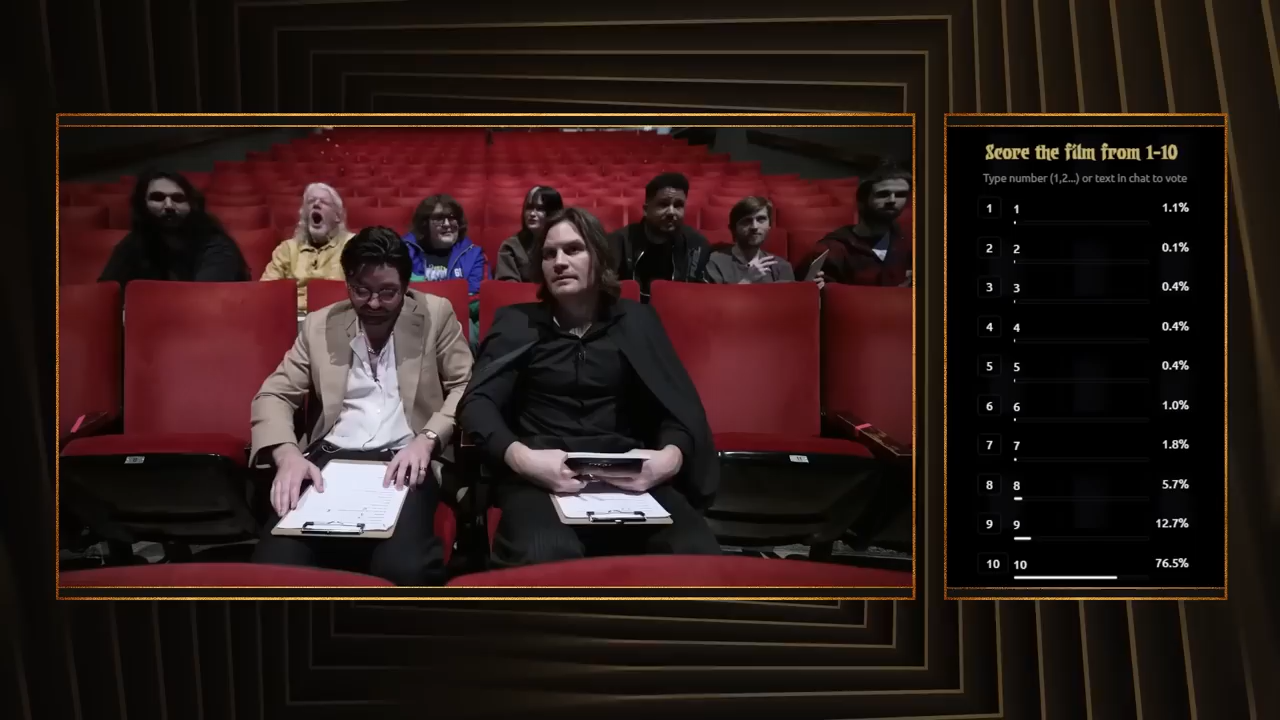 Score the film from 1-10
Type number (1,2...) or text in chat to vote
1 1 1.1%
2 2 0.1%
3 3 0.4%
4 4 0.4%
5 5 0.4%
6 6 1.0%
7 7 1.8%
8 8 5.7%
9 9 12.7%
10 10 76.5%